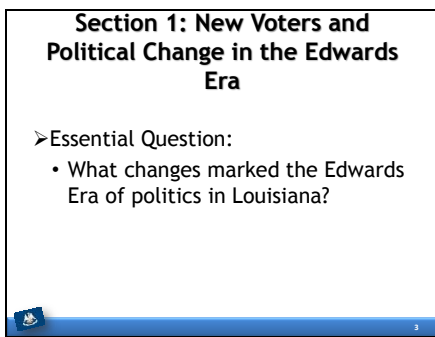 Section 1: New Voters and
Political Change in the Edwards
Era
➢Essential Question:
• What changes marked the Edwards
Era of politics in Louisiana?
3